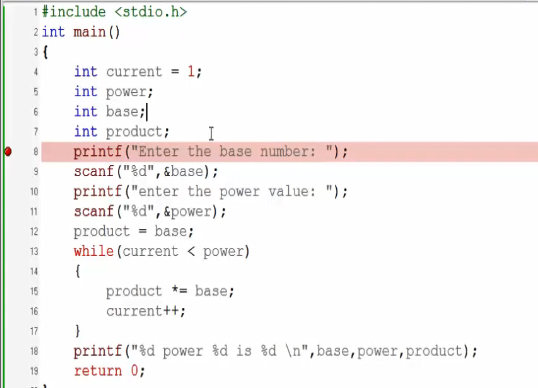 1 #include <stdio.h>
2 int main()
3 {
4 int current = 1;
5 int power;
6 int base;
7 int product;
8 printf("Enter the base number: ");
9 scanf("%d",&base);
10 printf("enter the power value: ");
11 scanf("%d",&power);
12 product = base;
13 while(current < power)
14 {
15 product *= base;
16 current++;
17 }
18 printf("%d power %d is %d \n",base,power,product);
19 return 0;